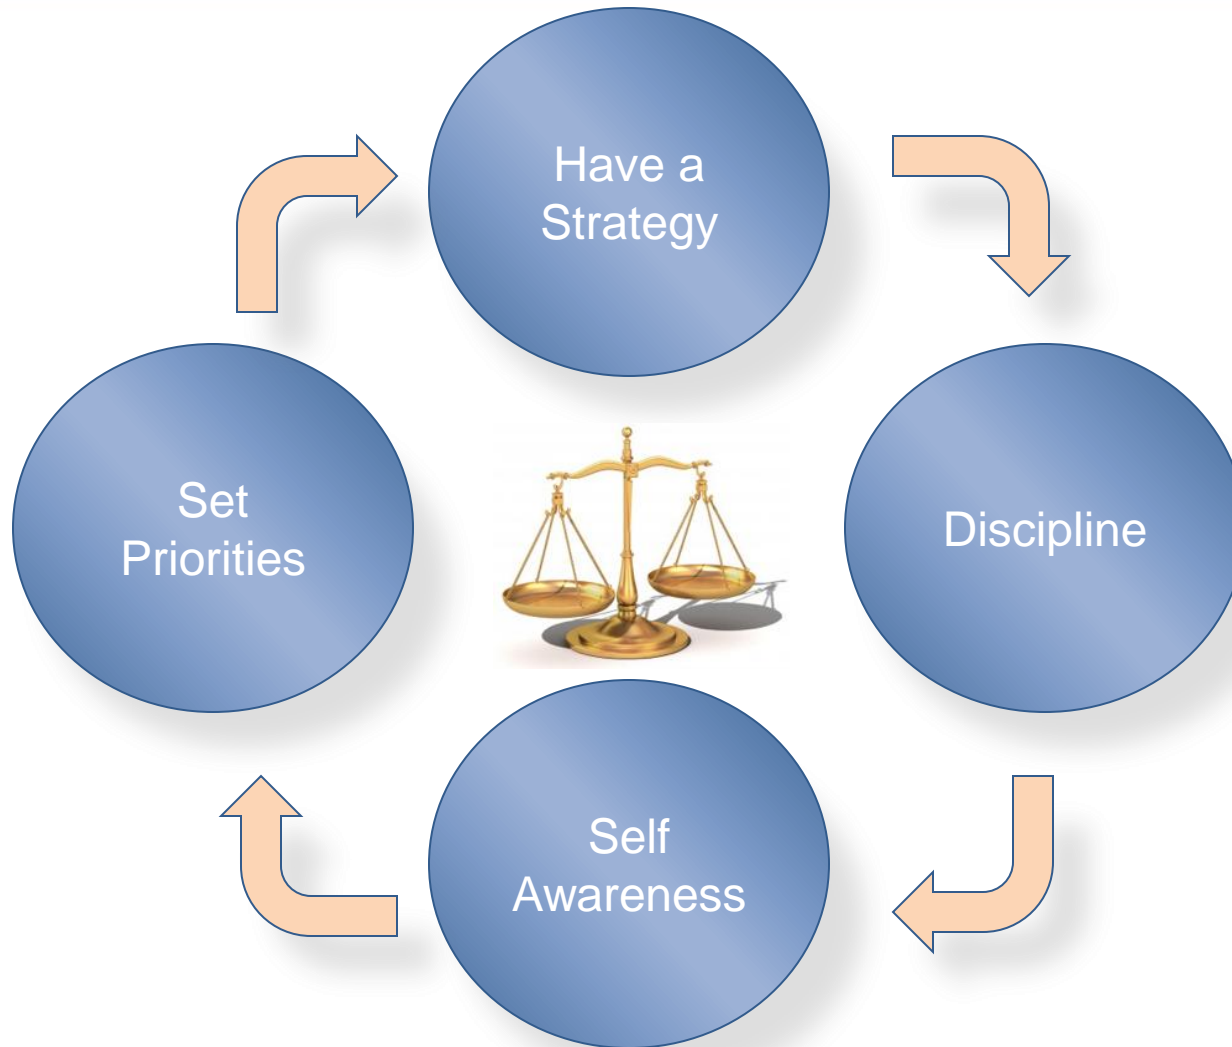 Have a
Strategy
Set
Priorities
Discipline
Self
Awareness